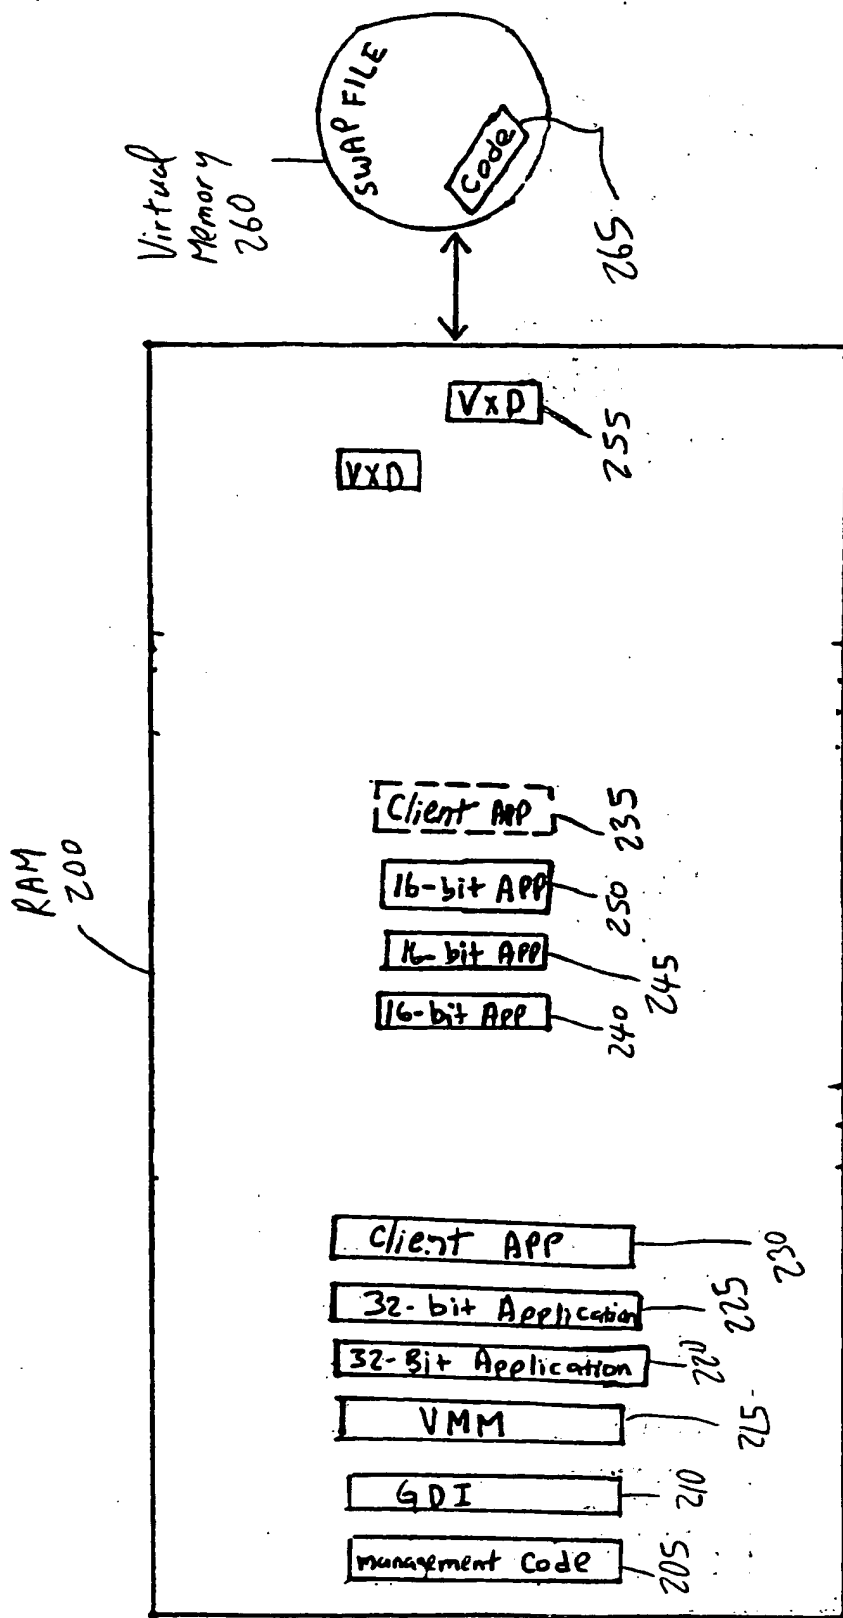 RAM
200
Virtual
Memory
260
SWAP FILE
Code
265
VxD
VXD
255
Client APP
235
16-bit APP
250
16-bit APP
245
16-bit App
240
Client APP
230
32-bit Application
225
32-Bit Application
220
VMM
215
GDI
210
management Code
205